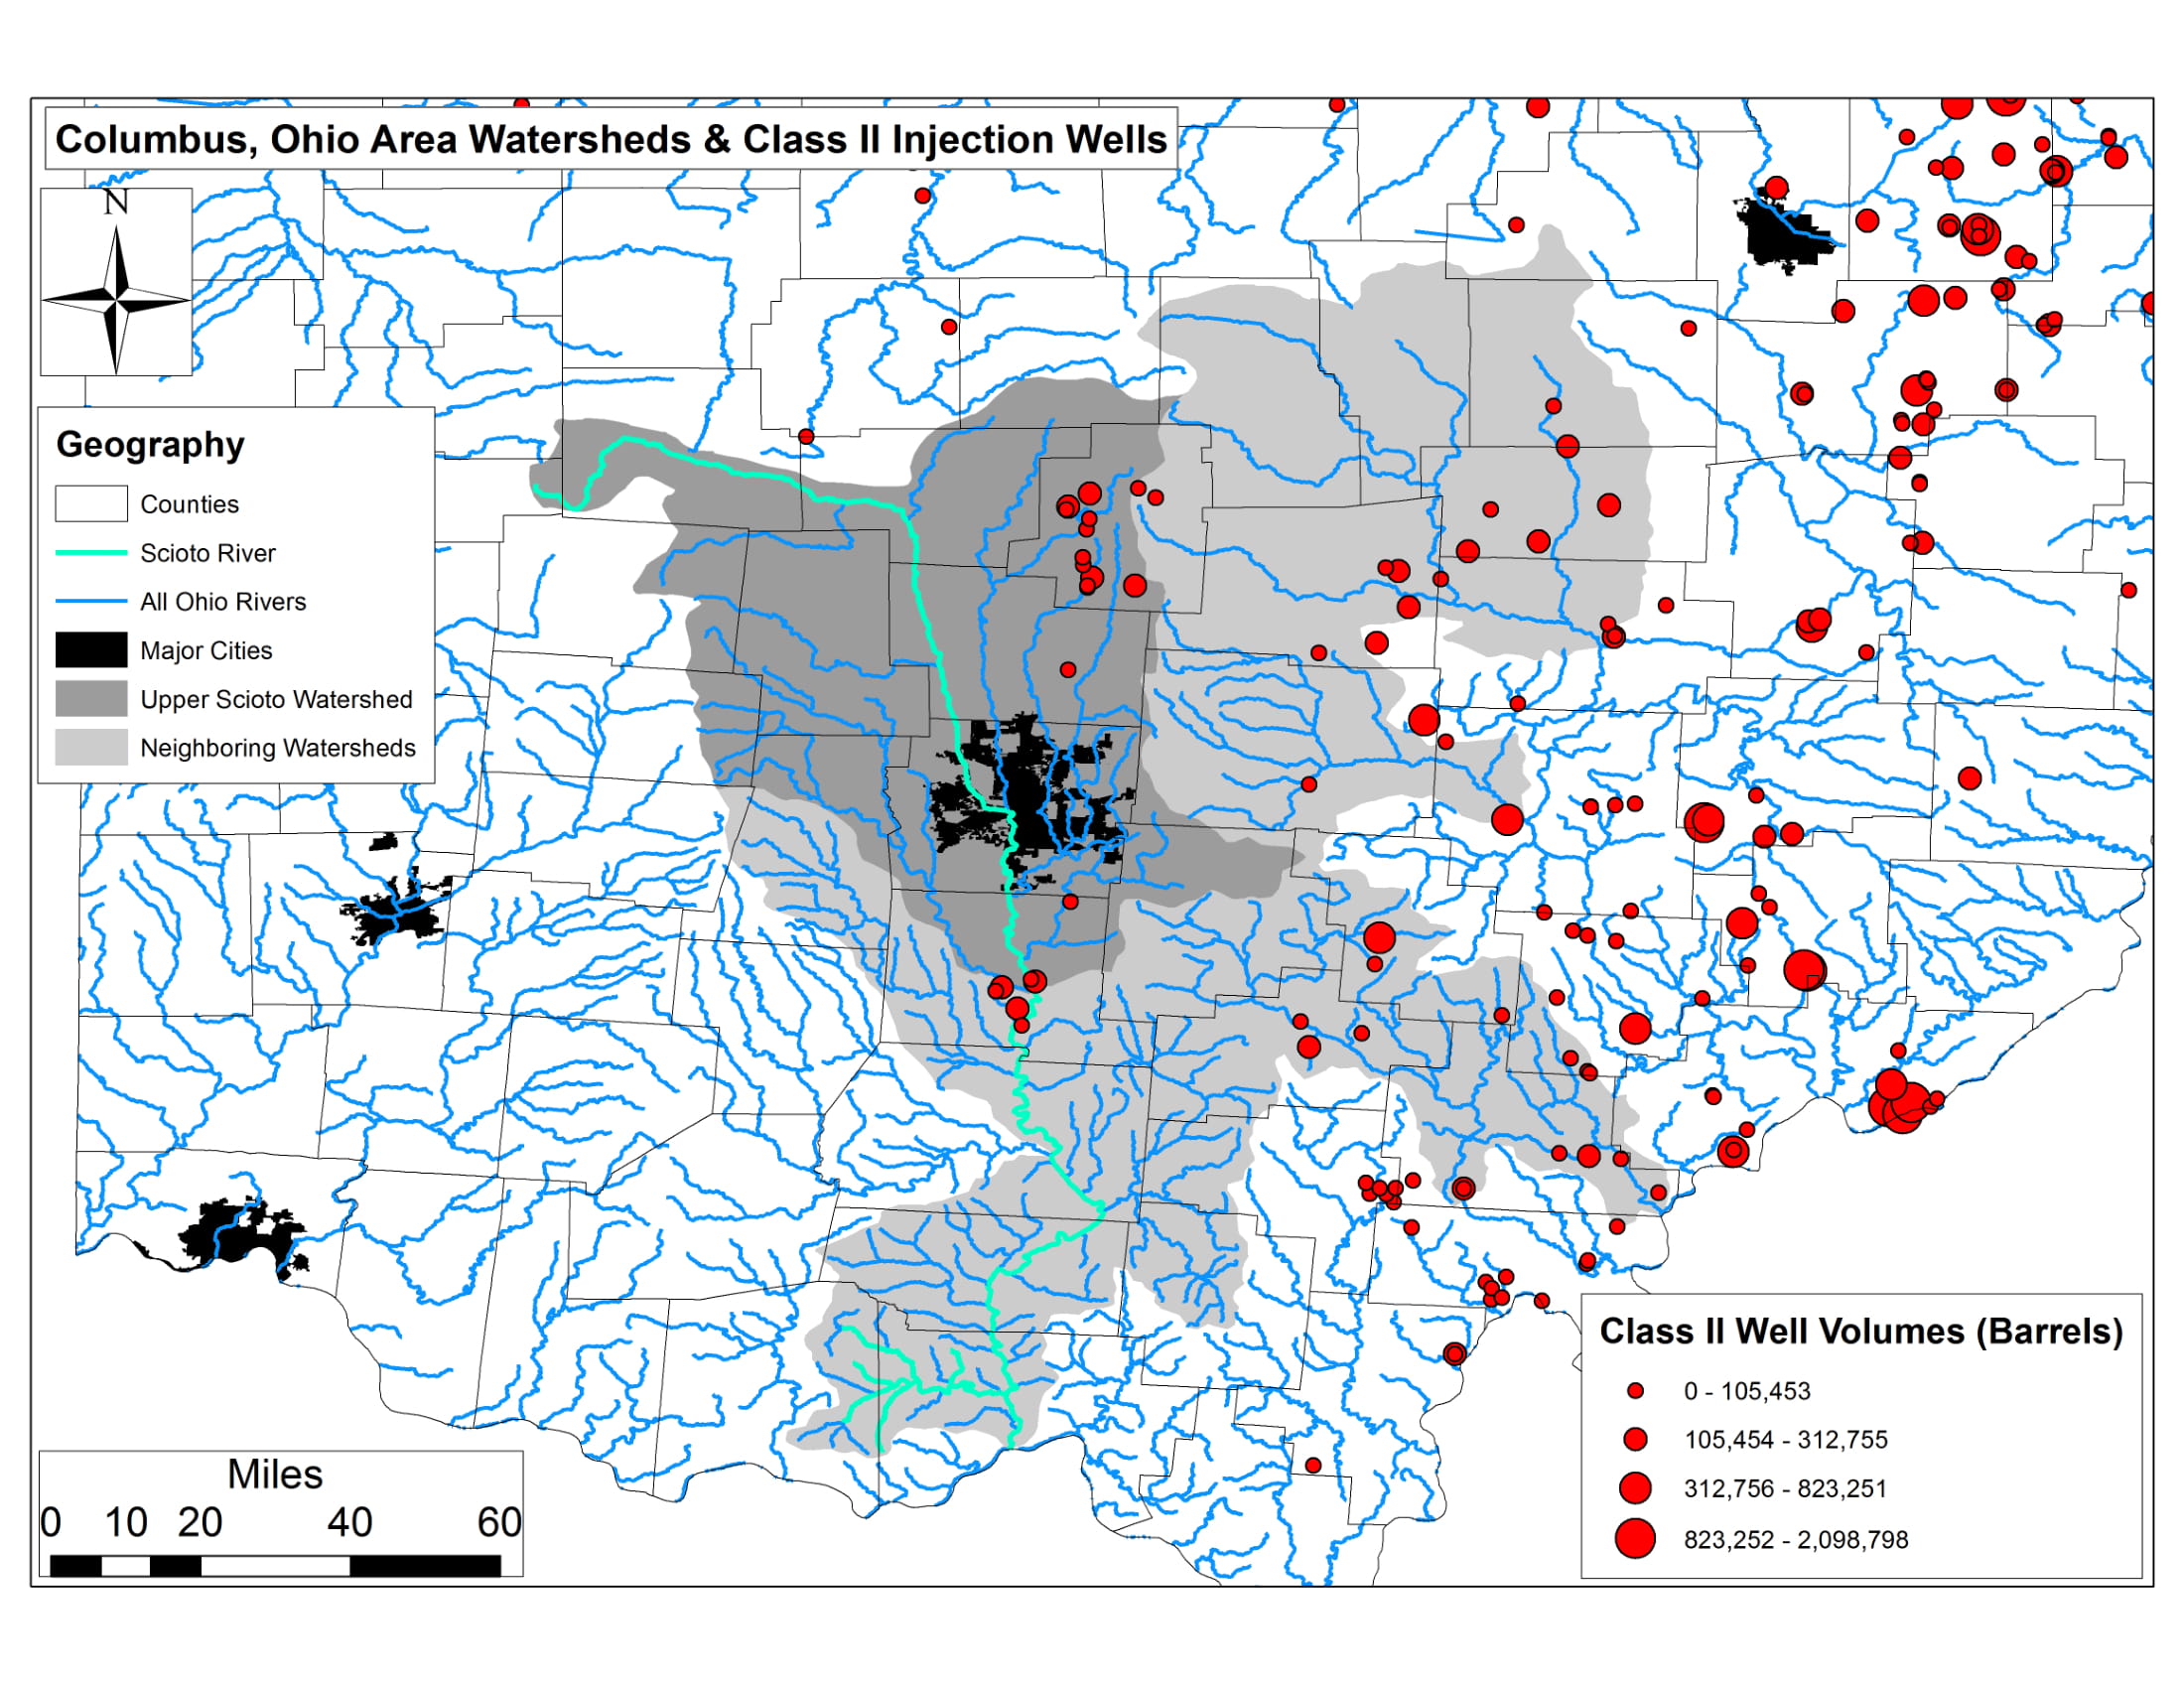 Columbus, Ohio Area Watersheds & Class II Injection Wells
N
Geography
Counties
Scioto River
All Ohio Rivers
Major Cities
Upper Scioto Watershed
Neighboring Watersheds
Class II Well Volumes (Barrels)
0 - 105,453
105,454 - 312,755
312,756 - 823,251
823,252 - 2,098,798
Miles
0 10 20 40 60